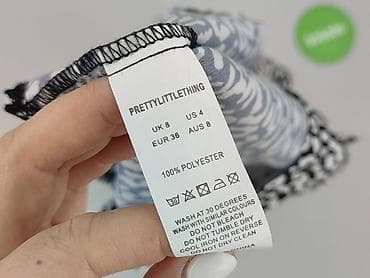 PRETTYLITTLETHING
UK 8 US 4
EUR 36 AUS 8
100% POLYESTER
WASH AT 30 DEGREES
WASH WITH SIMILAR COLOURS
DO NOT BLEACH
DO NOT TUMBLE DRY
COOL IRON ON REVERSE
DO NOT DRY CLEAN